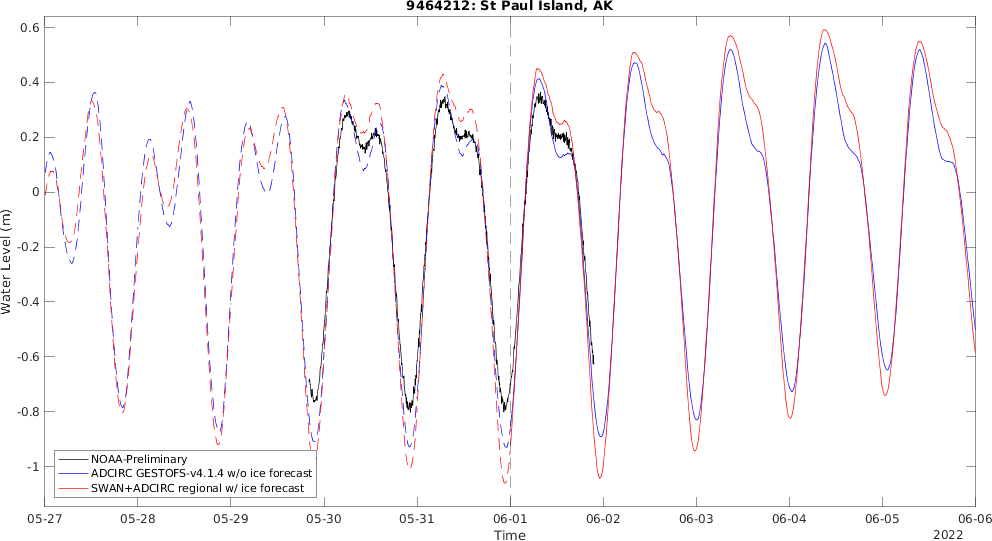 9464212: St Paul Island, AK
0.6
0.4
0.2
0
-0.2
-0.4
-0.6
-0.8
-1
Water Level (m)
NOAA-Preliminary
ADCIRC GESTOFS-v4.1.4 w/o ice forecast
SWAN+ADCIRC regional w/ ice forecast
05-27 05-28 05-29 05-30 05-31 06-01 06-02 06-03 06-04 06-05 06-06
Time
2022